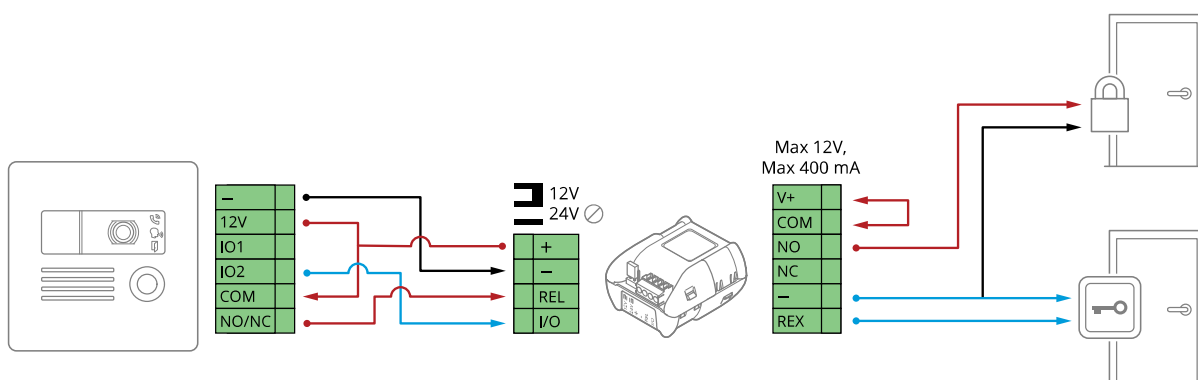 −
12V
IO1
IO2
COM
NO/NC
12V
24V
+
−
REL
I/O
Max 12V,
Max 400 mA
V+
COM
NO
NC
−
REX